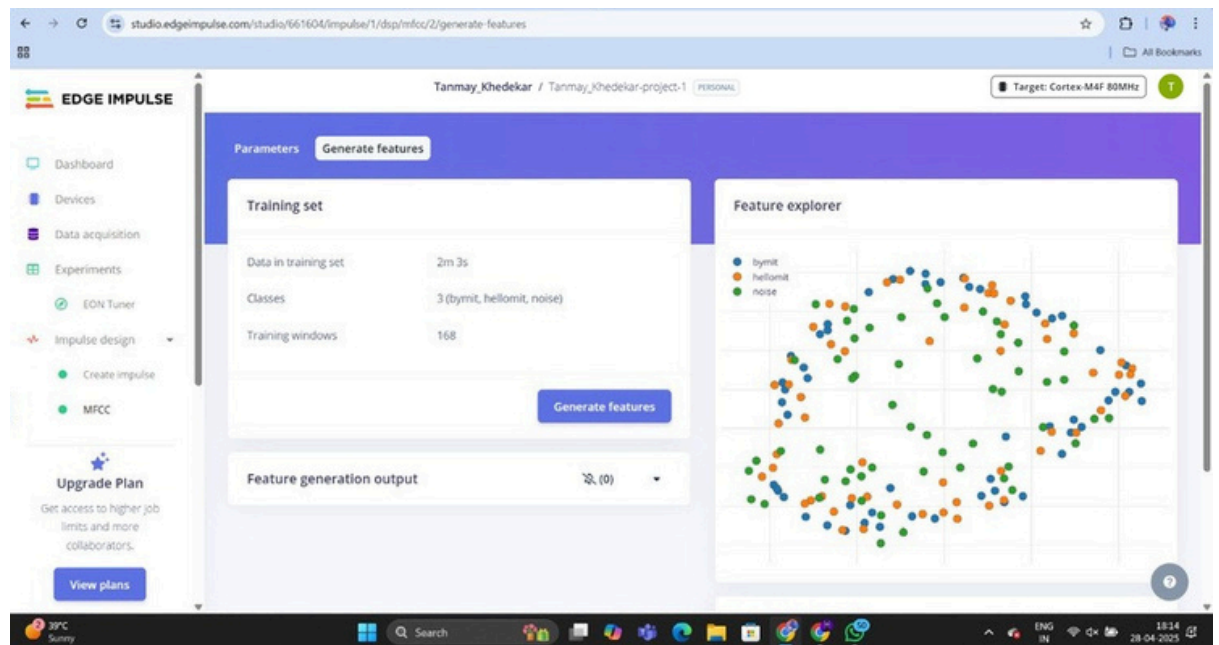 studio.edgeimpulse.com/studio/661604/impulse/1/dsp/mfcc/2/generate-features
All Bookmarks
EDGE IMPULSE
Tanmay_Khedekar / Tanmay_Khedekar-project-1 PERSONAL
Target: Cortex-M4F 80MHz
T
Dashboard
Devices
Data acquisition
Experiments
EON Tuner
Impulse design
Create impulse
MFCC
Upgrade Plan
Get access to higher job
limits and more
collaborators.
View plans
Parameters
Generate features
Training set
Data in training set 2m 3s
Classes 3 (bymit, hellomit, noise)
Training windows 168
Generate features
Feature generation output (0)
Feature explorer
bymit
hellomit
noise
?
2
39°C
Sunny
Search
50
ENG
IN
18:14
28-04-2025